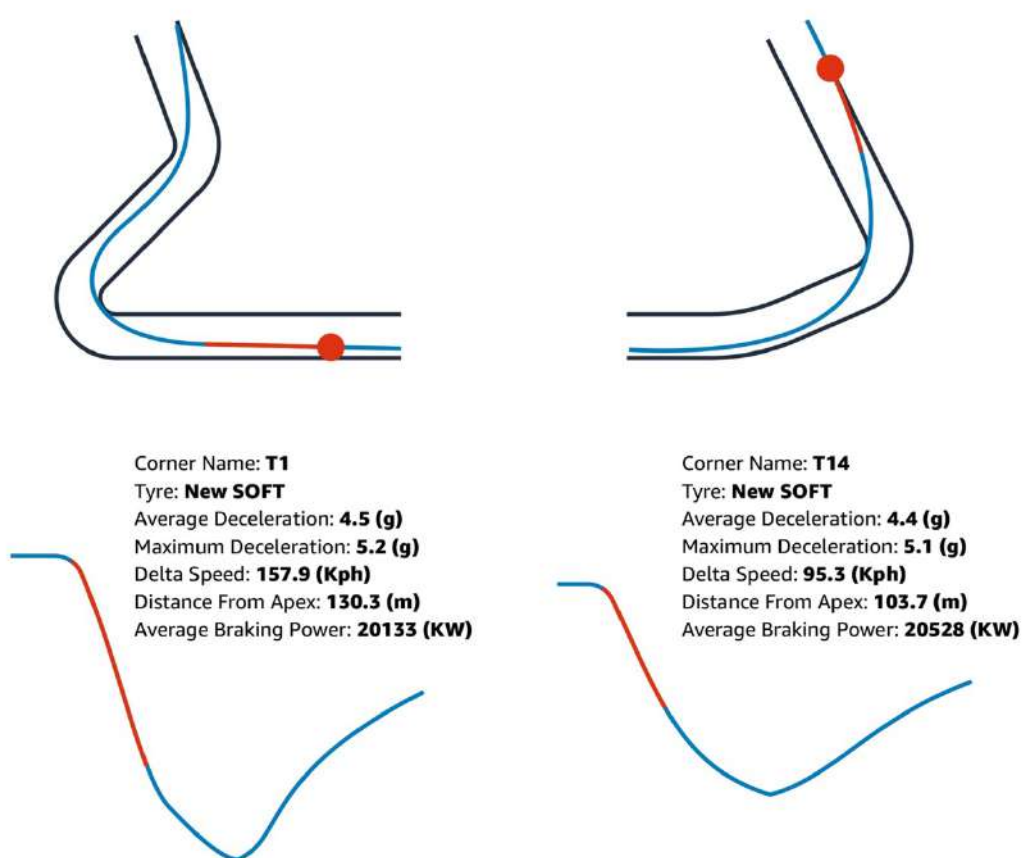 Corner Name: T1
Tyre: New SOFT
Average Deceleration: 4.5 (g)
Maximum Deceleration: 5.2 (g)
Delta Speed: 157.9 (Kph)
Distance From Apex: 130.3 (m)
Average Braking Power: 20133 (KW)
Corner Name: T14
Tyre: New SOFT
Average Deceleration: 4.4 (g)
Maximum Deceleration: 5.1 (g)
Delta Speed: 95.3 (Kph)
Distance From Apex: 103.7 (m)
Average Braking Power: 20528 (KW)